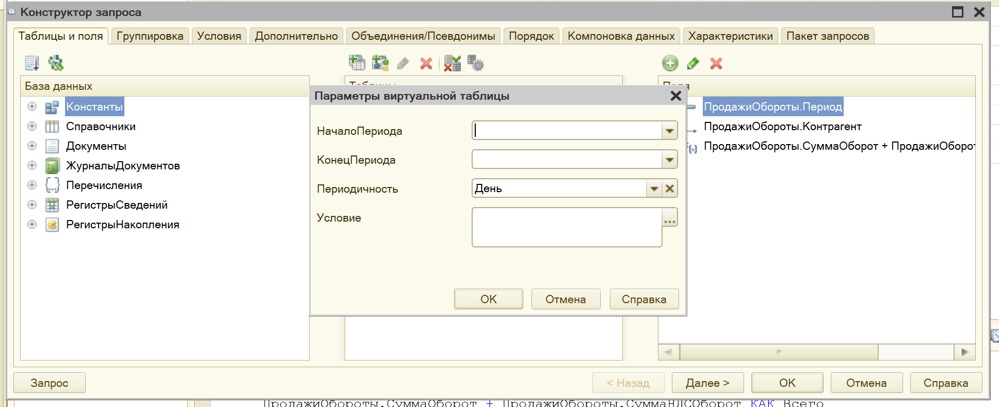 Конструктор запроса
Таблицы и поля
Группировка
Условия
Дополнительно
Объединения/Псевдонимы
Порядок
Компоновка данных
Характеристики
Пакет запросов
База данных
Константы
Справочники
Документы
ЖурналыДокументов
Перечисления
РегистрыСведений
РегистрыНакопления
Таблицы
Параметры виртуальной таблицы
НачалоПериода
КонецПериода
Периодичность
День
Условие
...
OK
Отмена
Справка
Поля
ПродажиОбороты.Период
ПродажиОбороты.Контрагент
ПродажиОбороты.СуммаОборот + ПродажиОборот
Запрос
< Назад
Далее >
OK
Отмена
Справка
ПродажиОбороты.СуммаОборот + ПродажиОбороты.СуммаНДСОборот КАК Всего